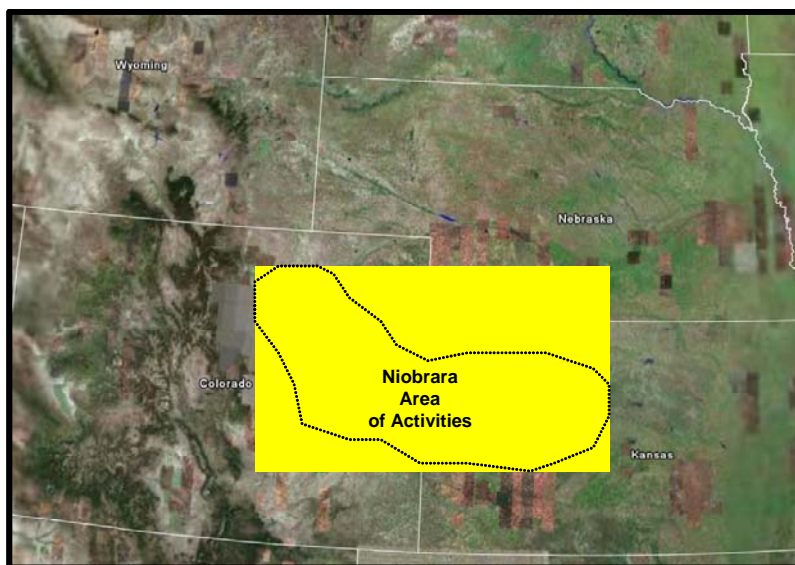 Wyoming
Nebraska
Niobrara
Area
of Activities
Colorado
Kansas